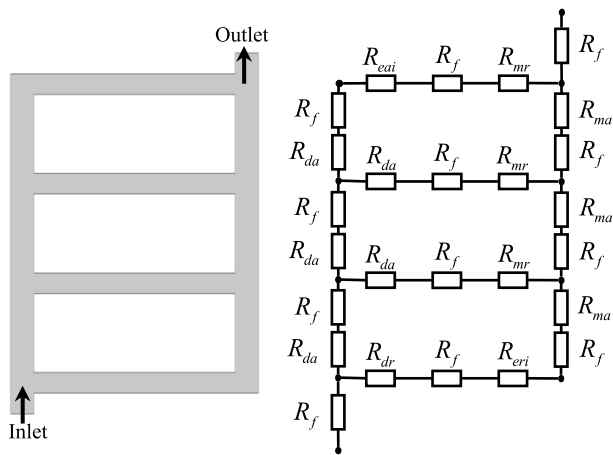 Outlet
Inlet
R_f
R_eai R_f R_mr
R_f R_ma
R_da R_da R_f R_mr R_f
R_f R_ma
R_da R_da R_f R_mr R_f
R_f R_ma
R_da R_dr R_f R_eri R_f
R_f